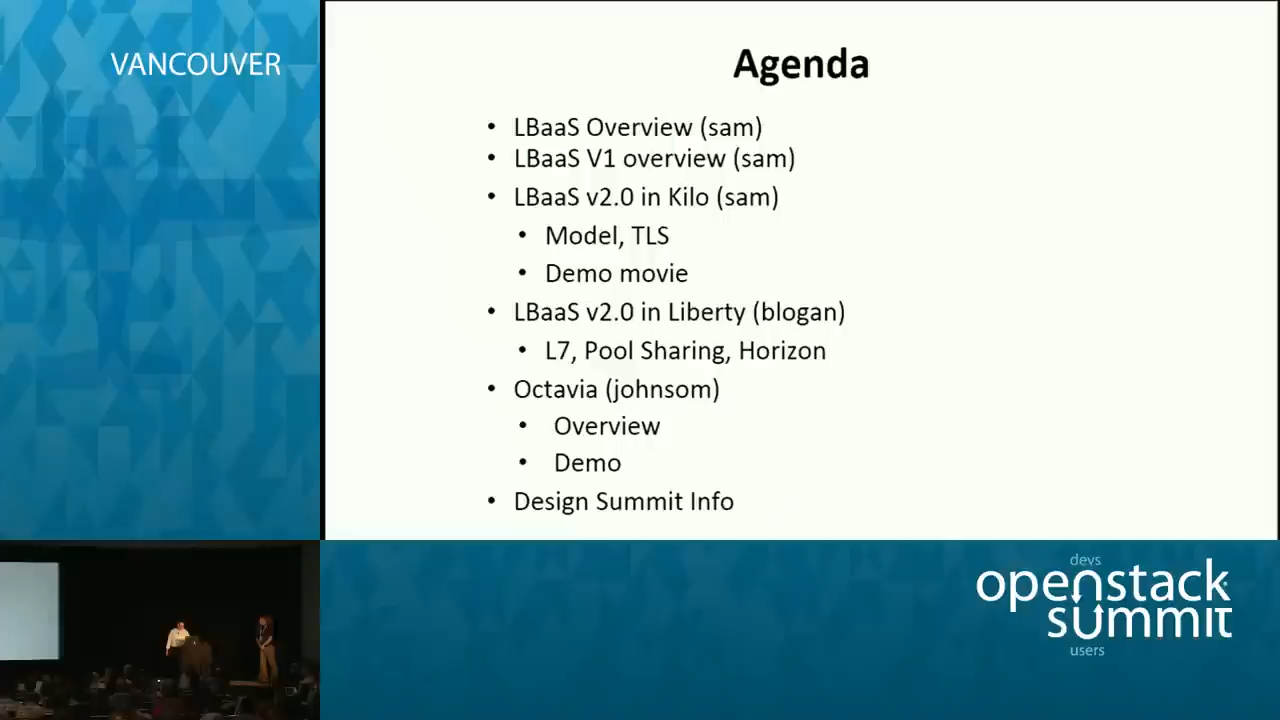 VANCOUVER
Agenda
• LBaaS Overview (sam)
• LBaaS V1 overview (sam)
• LBaaS v2.0 in Kilo (sam)
• Model, TLS
• Demo movie
• LBaaS v2.0 in Liberty (blogan)
• L7, Pool Sharing, Horizon
• Octavia (johnsom)
• Overview
• Demo
• Design Summit Info
devs
openstack
summit
users